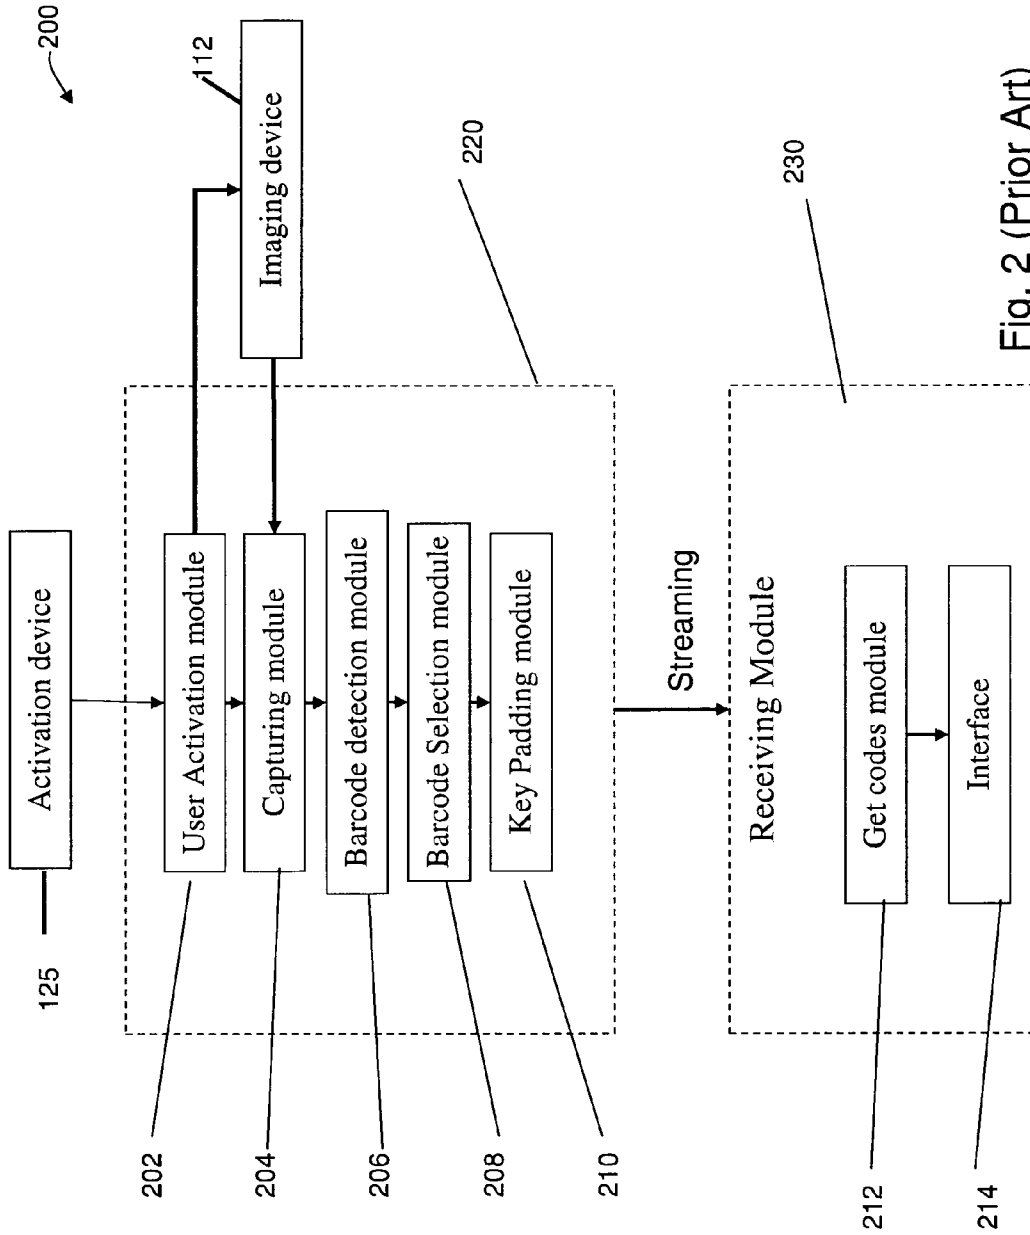 200
112
Imaging device
220
230
Fig. 2 (Prior Art)
Activation device
125
User Activation module
Capturing module
Barcode detection module
Barcode Selection module
Key Padding module
Streaming
Receiving Module
Get codes module
Interface
202
204
206
208
210
212
214